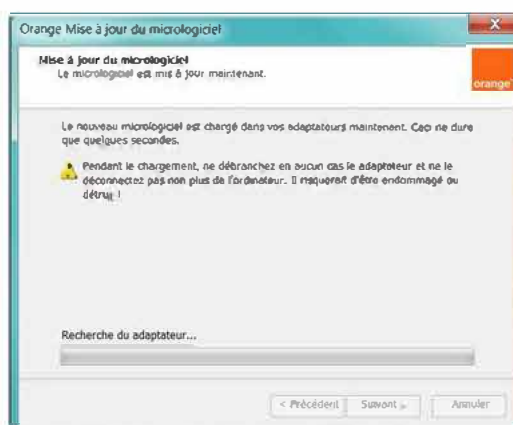 Orange Mise à jour du micrologiciel
X
Mise à jour du micrologiciel
Le micrologiciel est mis à jour maintenant.
orange™
Le nouveau micrologiciel est chargé dans vos adaptateurs maintenant. Ceci ne dure
que quelques secondes.
Pendant le chargement, ne débranchez en aucun cas le adaptateur et ne le
déconnectez pas non plus de l'ordinateur. Il risquerait d'être endommagé ou
détruit !
Recherche du adaptateur...
< Précédent
Suivant >
Annuler